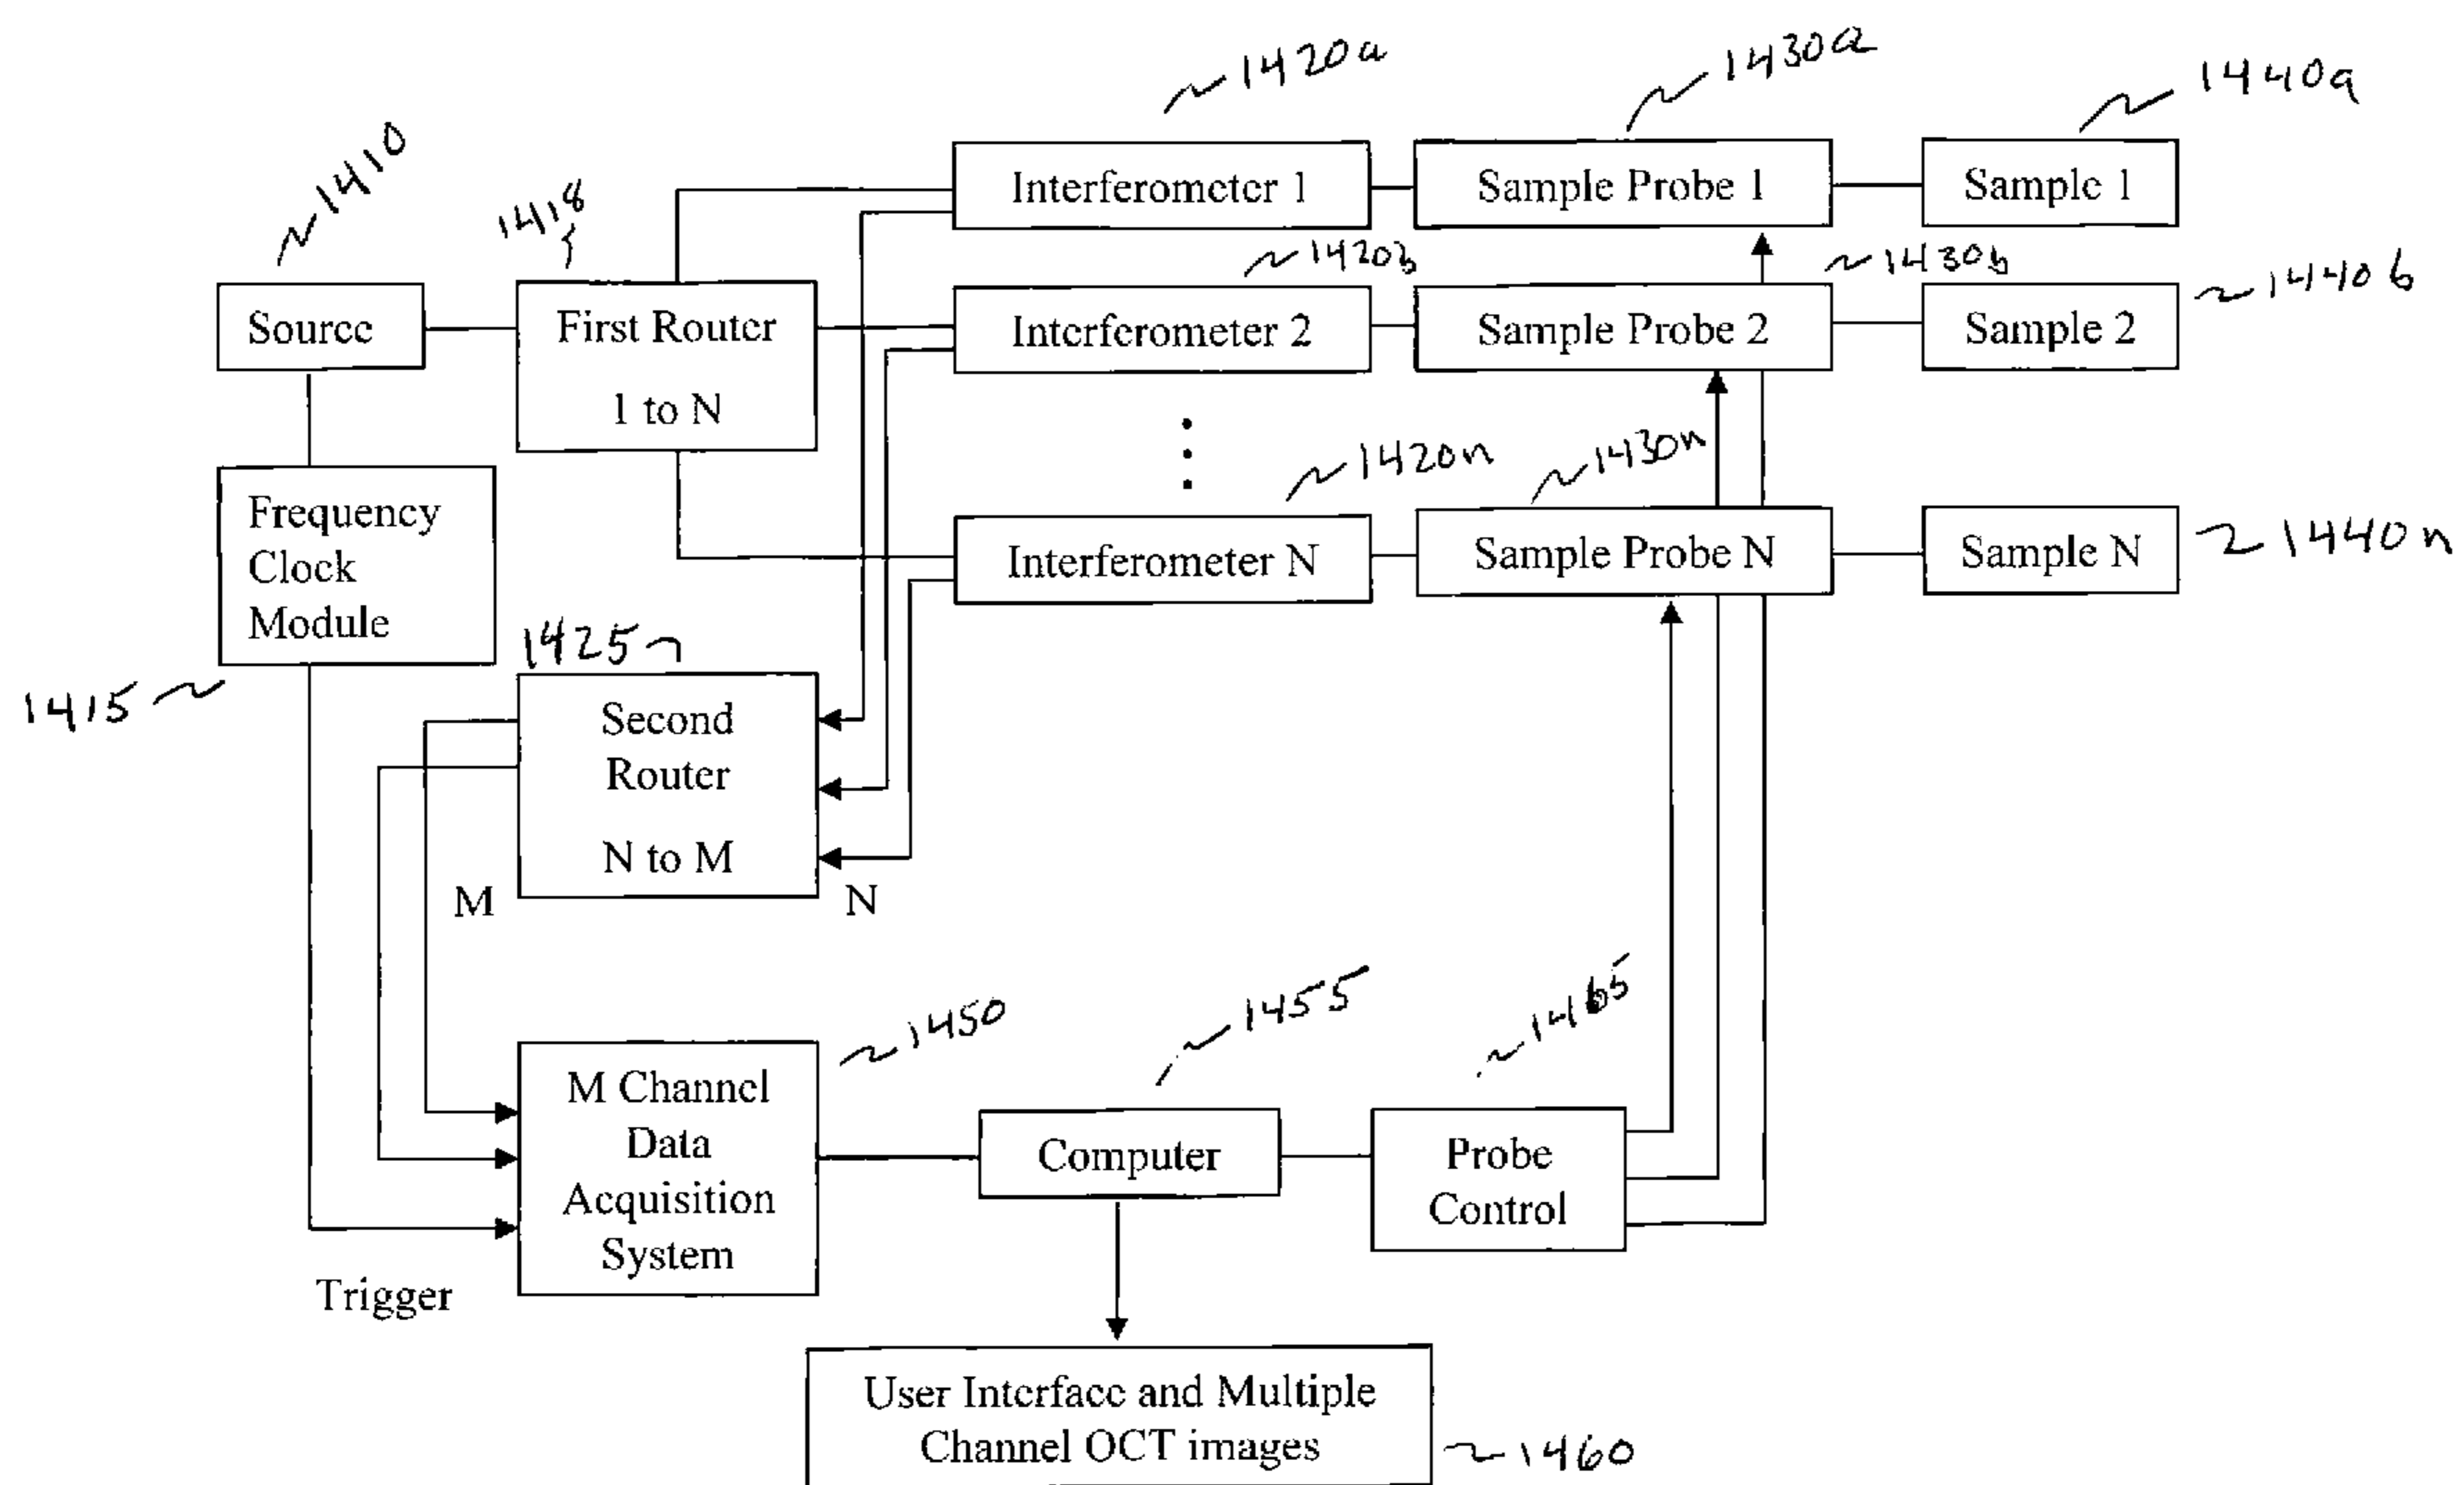 1420a
1430a
1440a
1410
1418
Interferometer 1
Sample Probe 1
Sample 1
1420b
1430b
1440b
Source
First Router
1 to N
Interferometer 2
Sample Probe 2
Sample 2
1420n
1430n
Frequency
Clock
Module
Interferometer N
Sample Probe N
Sample N
1440n
1425
1415
Second
Router
N to M
M
N
1450
1455
1465
M Channel
Data
Acquisition
System
Computer
Probe
Control
Trigger
User Interface and Multiple
Channel OCT images
1460